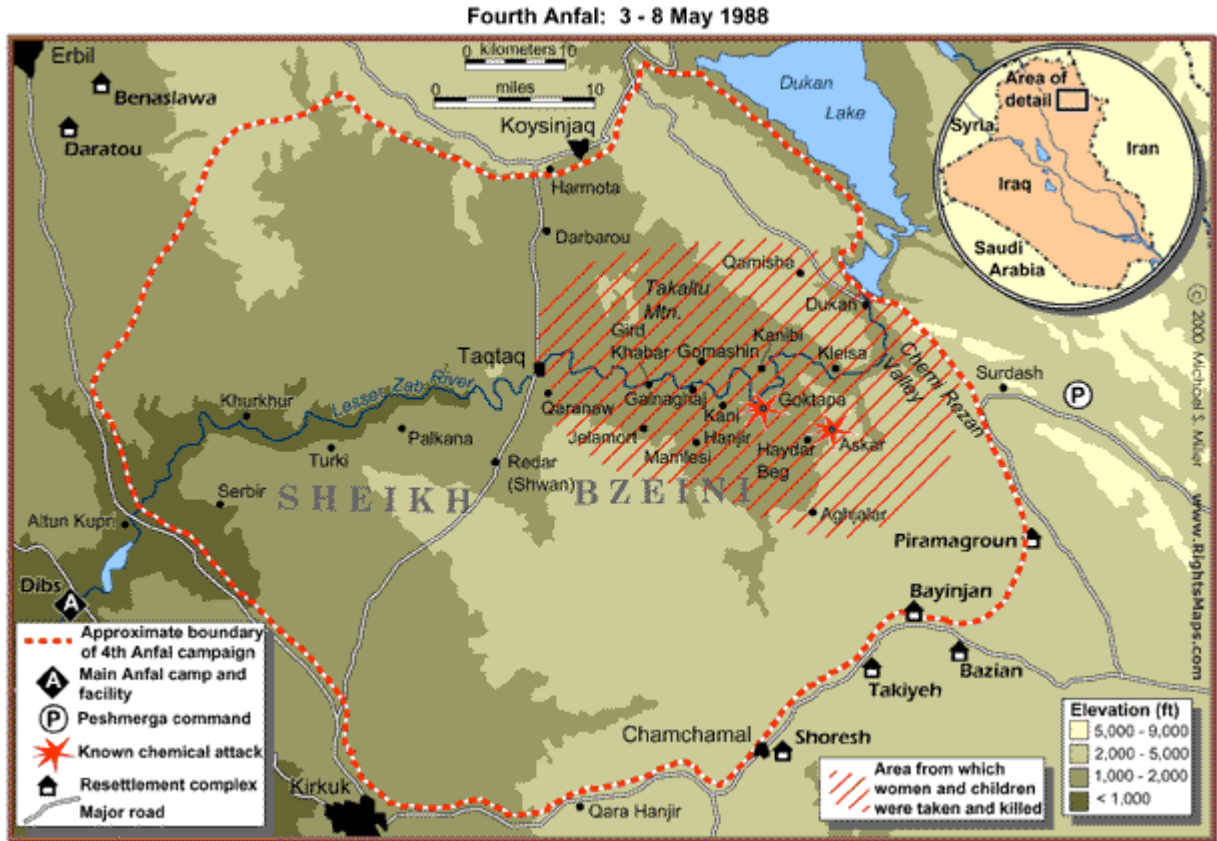 Fourth Anfal: 3 - 8 May 1988
Erbil
Benaslawa
Daratou
0 kilometers 10
0 miles 10
Koysinjaq
Harmota
Darbarou
Dukan
Lake
Area of
detail
Syria
Iran
Iraq
Saudi
Arabia
Qamisha
Takaltu
Mtn.
Dukan
Gird
Khabar
Gomashin
Kanibi
Kleisa
Chemi Rezan
Valley
Surdash
P
Taqtaq
Lesser Zab River
Khurkhur
Qaranaw
Galnaghaj
Kani
Hanjir
Goktapa
Palkana
Turki
Jelamort
Mamlesi
Haydar
Beg
Askar
Redar
(Shwan)
Serbir
SHEIKH BZEINI
Aghjalar
Altun Kupri
Piramagroun
Dibs
A
Bayinjan
Bazian
Takiyeh
Chamchamal
Shoresh
Kirkuk
Qara Hanjir
Approximate boundary
of 4th Anfal campaign
A Main Anfal camp and
facility
P Peshmerga command
Known chemical attack
Resettlement complex
Major road
Area from which
women and children
were taken and killed
Elevation (ft)
5,000 - 9,000
2,000 - 5,000
1,000 - 2,000
< 1,000
© 2000 Michael S. Miller www.RightsMaps.com